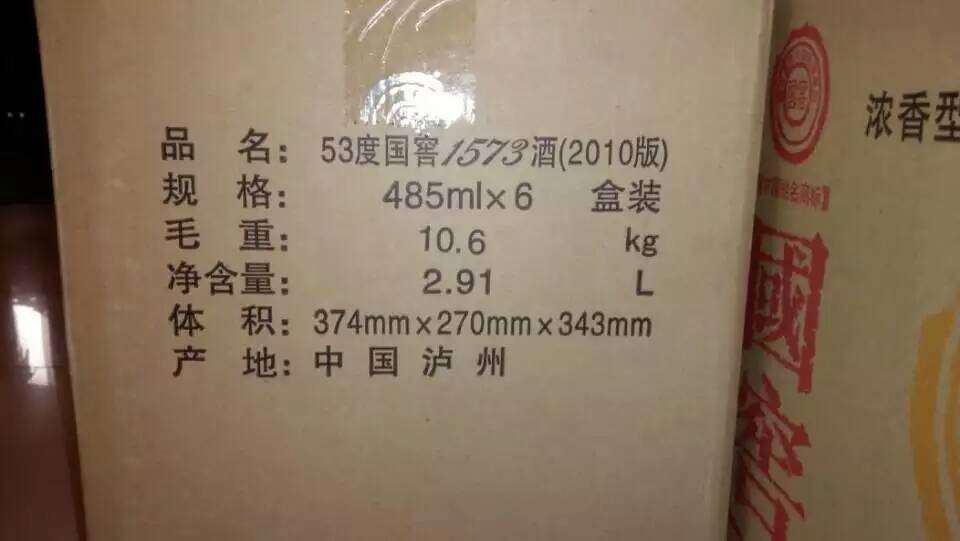 品名：53度国窖1573酒(2010版)
规格：485ml×6 盒装
毛重：10.6 kg
净含量：2.91 L
体积：374mm×270mm×343mm
产地：中国泸州
浓香型
國窖